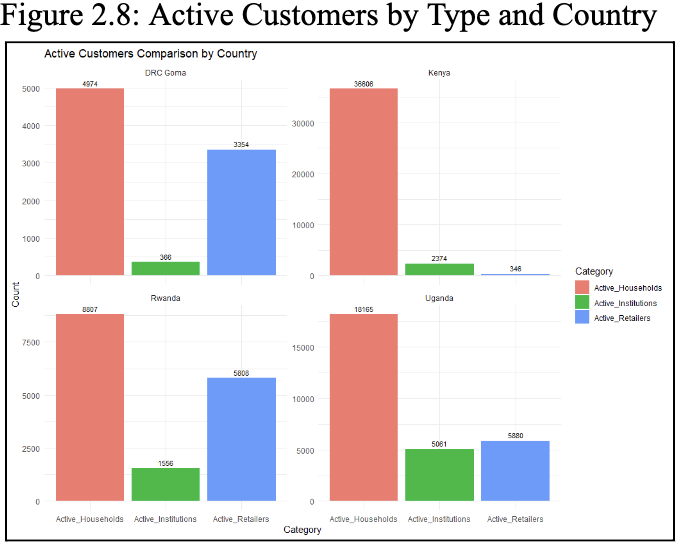 Figure 2.8: Active Customers by Type and Country
Active Customers Comparison by Country
DRC Goma
4974
366
3354
5000
4000
3000
2000
1000
0
Kenya
36606
2374
346
30000
20000
10000
0
Rwanda
8807
1556
5808
7500
5000
2500
0
Uganda
18165
5061
5880
15000
10000
5000
0
Count
Active_Households Active_Institutions Active_Retailers
Active_Households Active_Institutions Active_Retailers
Category
Category
Active_Households
Active_Institutions
Active_Retailers